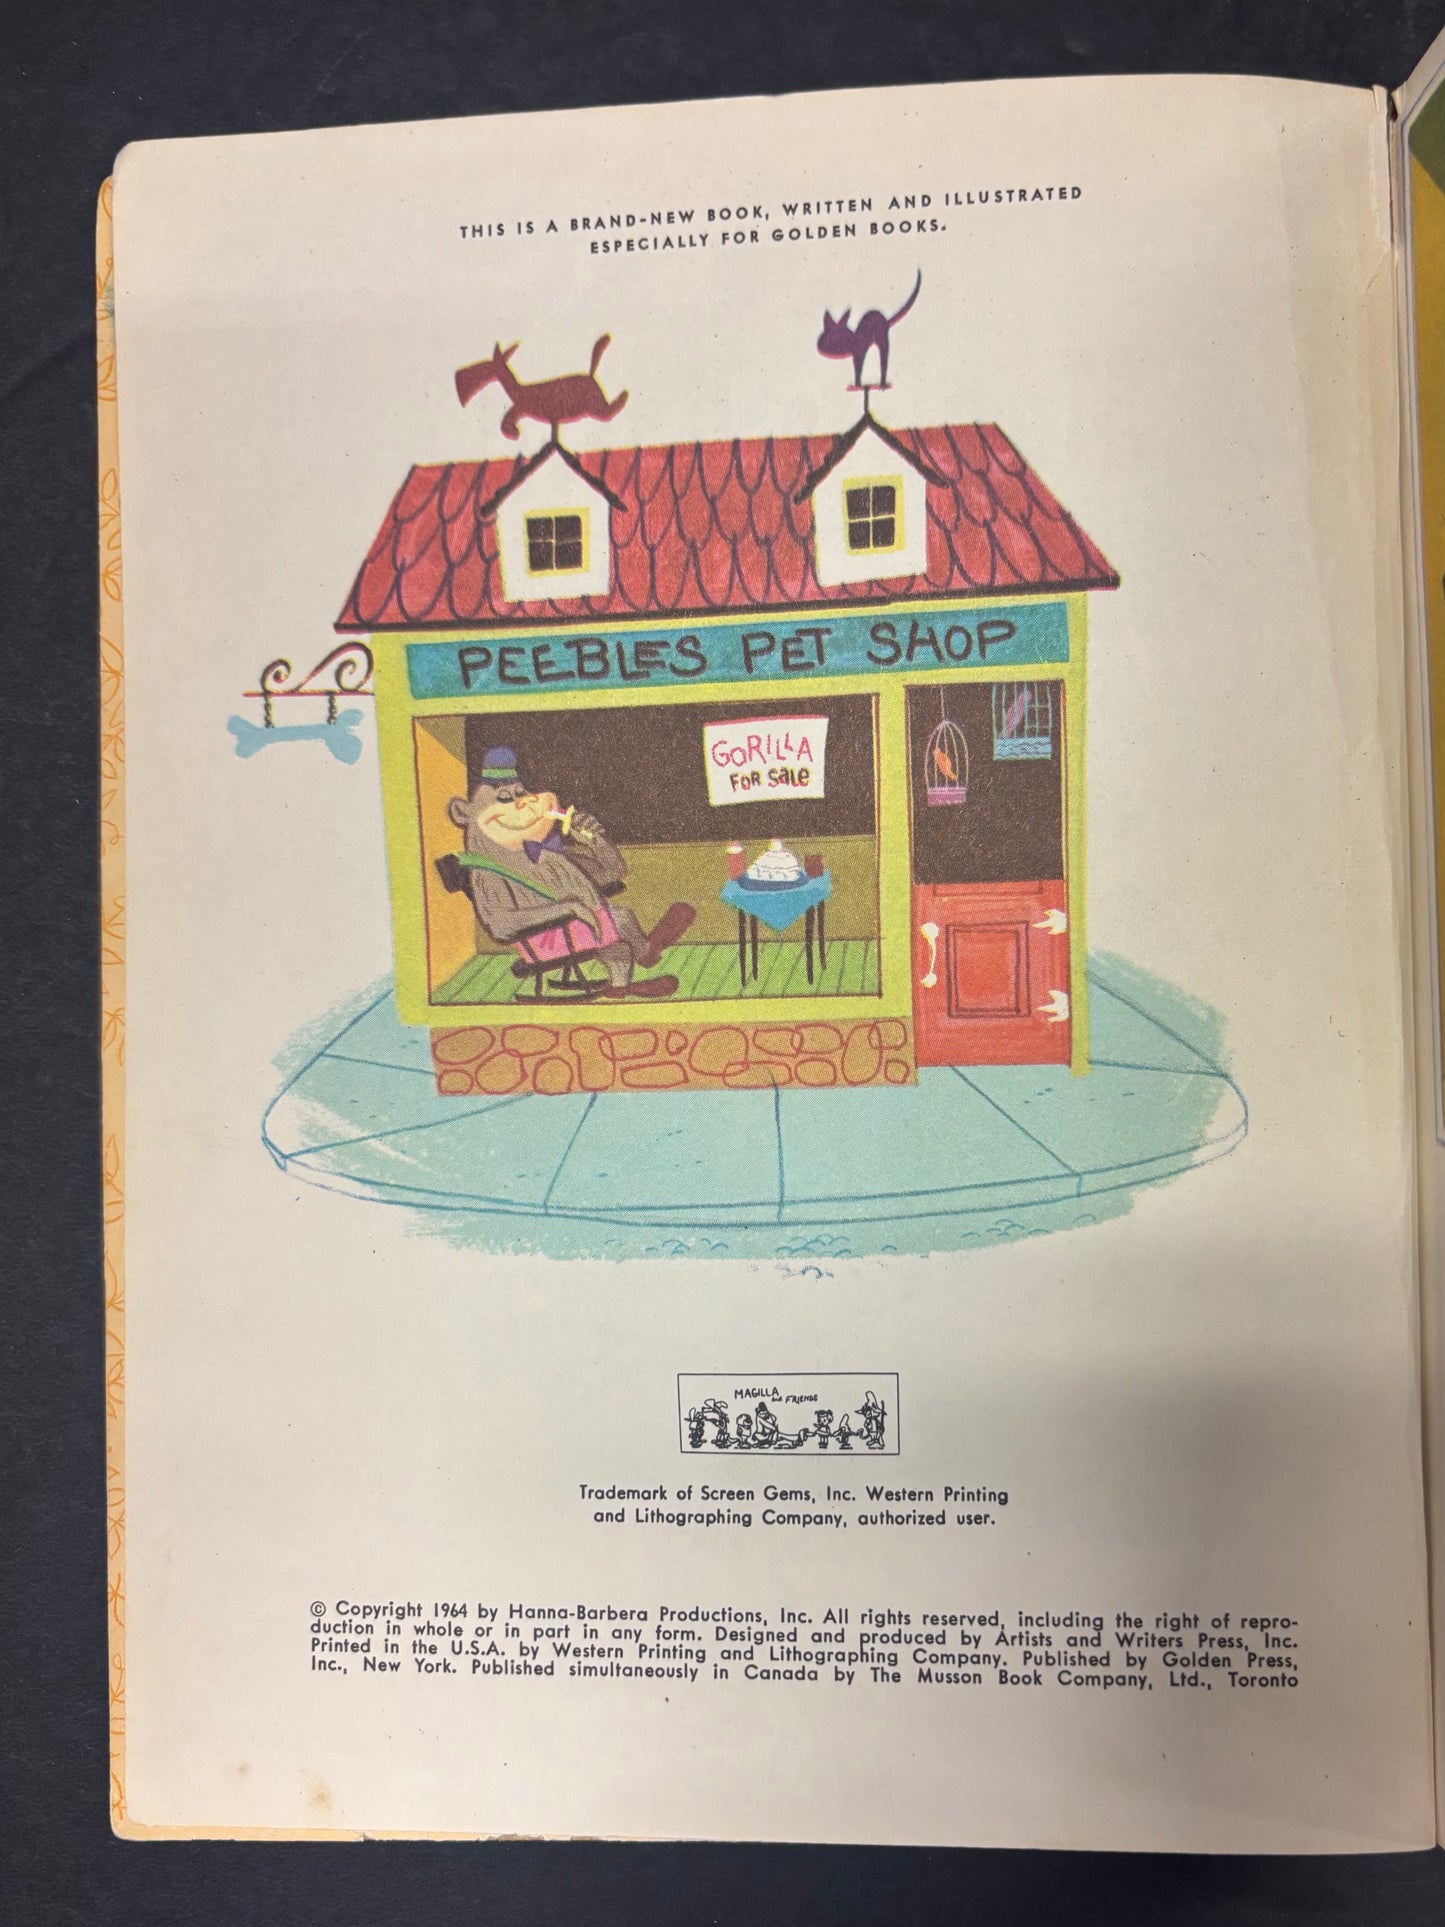 THIS IS A BRAND-NEW BOOK, WRITTEN AND ILLUSTRATED
ESPECIALLY FOR GOLDEN BOOKS.
PEEBLES PET SHOP
GORILLA
FOR SALE
MAGILLA and FRIENDS
Trademark of Screen Gems, Inc. Western Printing
and Lithographing Company, authorized user.
© Copyright 1964 by Hanna-Barbera Productions, Inc. All rights reserved, including the right of repro-
duction in whole or in part in any form. Designed and produced by Artists and Writers Press, Inc.
Printed in the U.S.A. by Western Printing and Lithographing Company. Published by Golden Press,
Inc., New York. Published simultaneously in Canada by The Musson Book Company, Ltd., Toronto